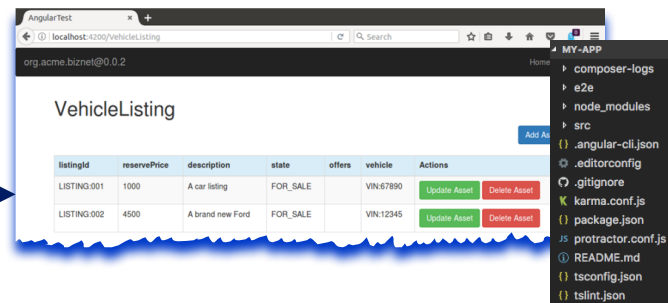 AngularTest
localhost:4200/VehicleListing
Search
org.acme.biznet@0.0.2
Home
VehicleListing
Add As
listingId reservePrice description state offers vehicle Actions
LISTING:001 1000 A car listing FOR_SALE VIN:67890 Update Asset Delete Asset
LISTING:002 4500 A brand new Ford FOR_SALE VIN:12345 Update Asset Delete Asset
MY-APP
composer-logs
e2e
node_modules
src
{} .angular-cli.json
.editorconfig
.gitignore
K karma.conf.js
{} package.json
JS protractor.conf.js
README.md
{} tsconfig.json
{} tslint.json